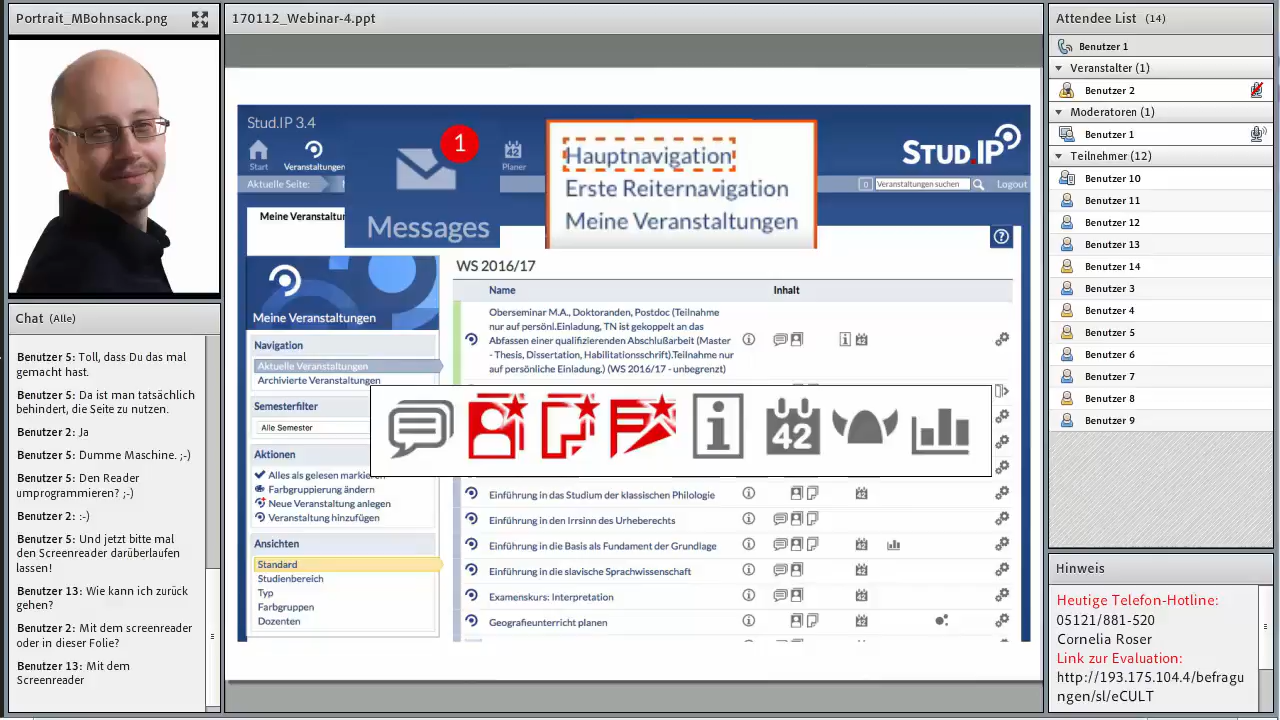 Portrait_MBohnsack.png
Chat (Alle)
Benutzer 5: Toll, dass Du das mal
gemacht hast.
Benutzer 5: Da ist man tatsächlich
behindert, die Seite zu nutzen.
Benutzer 2: Ja
Benutzer 5: Dumme Maschine. ;-)
Benutzer 5: Den Reader
umprogrammieren? ;-)
Benutzer 2: :-)
Benutzer 5: Und jetzt bitte mal
den Screenreader darüberlaufen
lassen!
Benutzer 13: Wie kann ich zurück
gehen?
Benutzer 2: Mit dem screenreader
oder in dieser Folie?
Benutzer 13: Mit dem
Screenreader
170112_Webinar-4.ppt
Stud.IP 3.4
Start
Veranstaltungen
1
Messages
Planer
Hauptnavigation
Erste Reiternavigation
Meine Veranstaltungen
STUD.IP
Aktuelle Seite:
0
Veranstaltungen suchen
Logout
Meine Veranstaltu
?
Meine Veranstaltungen
Navigation
Aktuelle Veranstaltungen
Archivierte Veranstaltungen
Semesterfilter
Alle Semester
Aktionen
Alles als gelesen markiere
Farbgruppierung ändern
Neue Veranstaltung anlegen
Veranstaltung hinzufügen
Ansichten
Standard
Studienbereich
Typ
Farbgruppen
Dozenten
WS 2016/17
Name Inhalt
Oberseminar M.A., Doktoranden, Postdoc (Teilnahme
nur auf persönl.Einladung, TN ist gekoppelt an das
Abfassen einer qualifizierenden Abschlußarbeit (Master
- Thesis, Dissertation, Habilitationsschrift).Teilnahme nur
auf persönliche Einladung.) (WS 2016/17 - unbegrenzt)
42
Einführung in das Studium der klassischen Philologie
Einführung in den Irrsinn des Urheberechts
Einführung in die Basis als Fundament der Grundlage
Einführung in die slavische Sprachwissenschaft
Examenskurs: Interpretation
Geografieunterricht planen
Attendee List (14)
Benutzer 1
Veranstalter (1)
Benutzer 2
Moderatoren (1)
Benutzer 1
Teilnehmer (12)
Benutzer 10
Benutzer 11
Benutzer 12
Benutzer 13
Benutzer 14
Benutzer 3
Benutzer 4
Benutzer 5
Benutzer 6
Benutzer 7
Benutzer 8
Benutzer 9
Hinweis
Heutige Telefon-Hotline:
05121/881-520
Cornelia Roser
Link zur Evaluation:
http://193.175.104.4/befragu
ngen/sl/eCULT